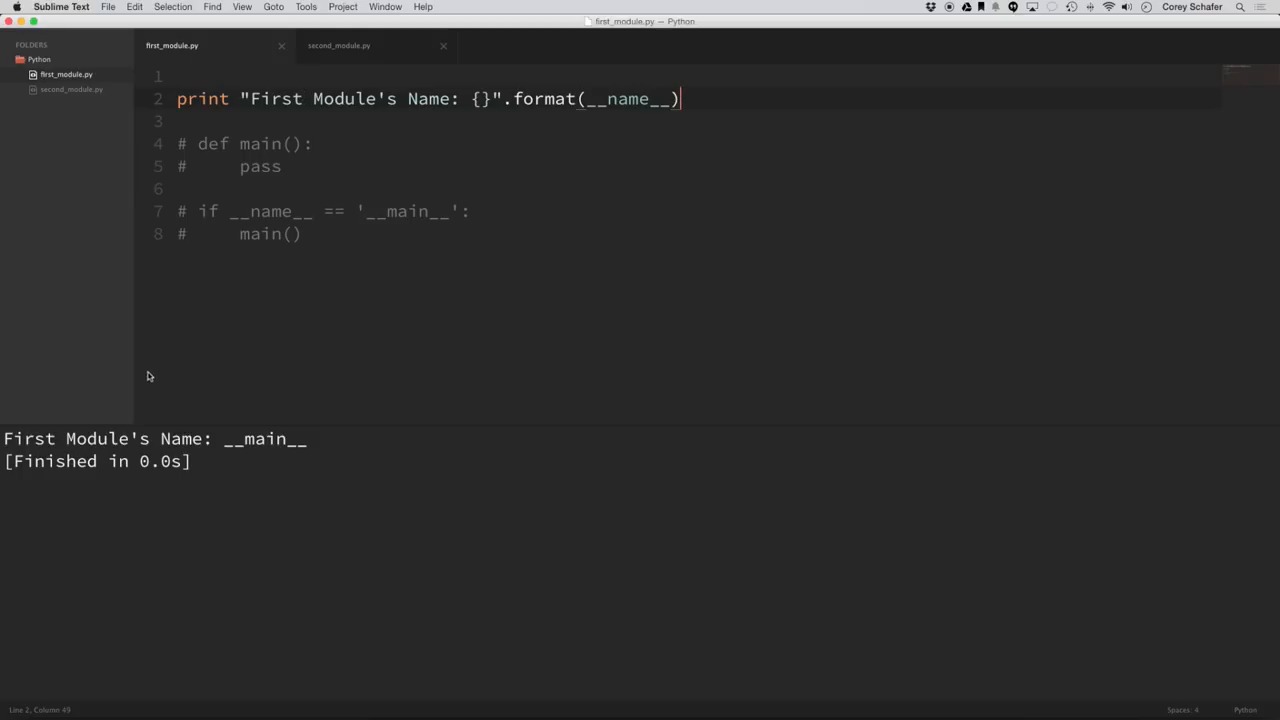 Sublime Text File Edit Selection Find View Goto Tools Project Window Help Corey Schafer
first_module.py — Python
FOLDERS
Python
first_module.py
second_module.py
first_module.py second_module.py
1
2 print "First Module's Name: {}".format(__name__)
3
4 # def main():
5 #     pass
6
7 # if __name__ == '__main__':
8 #     main()
First Module's Name: __main__
[Finished in 0.0s]
Line 2, Column 49 Spaces: 4 Python